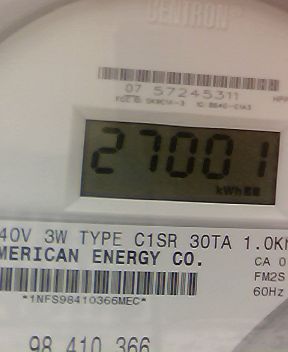 CENTRON
07 57245311
27001
kWh
40V 3W TYPE C1SR 30TA 1.0K
MERICAN ENERGY CO.
CA 0
FM2S
*1NFS98410366MEC*
60Hz
98 410 366